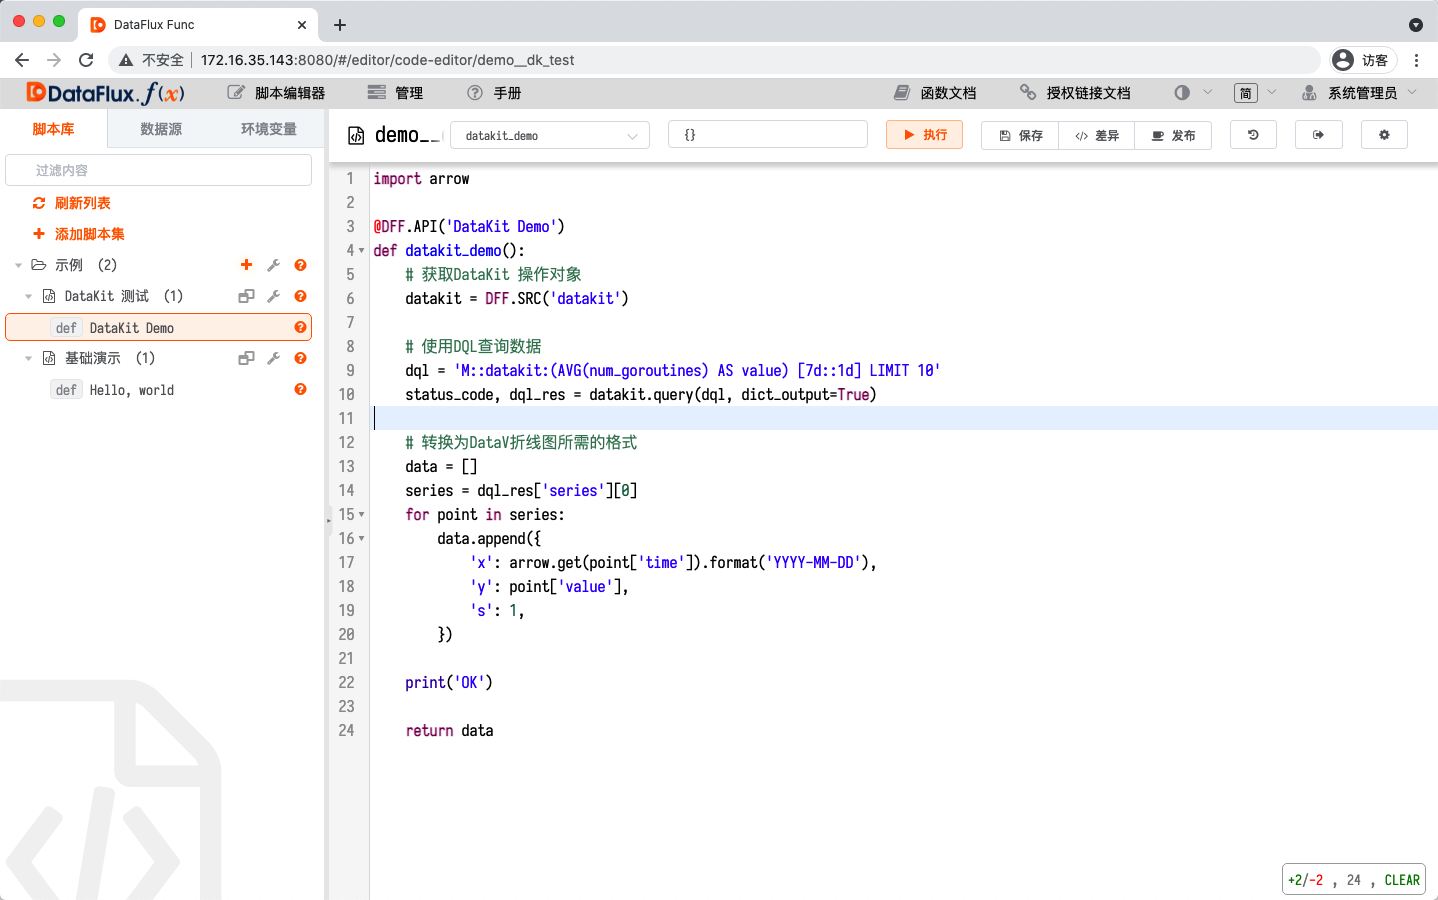 DataFlux Func
不安全 172.16.35.143:8080/#/editor/code-editor/demo__dk_test 访客
DataFlux.f(x) 脚本编辑器 管理 手册 函数文档 授权链接文档 简 系统管理员
脚本库 数据源 环境变量
demo__ datakit_demo {} 执行 保存 差异 发布
过滤内容
刷新列表
添加脚本集
示例 (2)
DataKit 测试 (1)
def DataKit Demo
基础演示 (1)
def Hello, world
1 import arrow
2
3 @DFF.API('DataKit Demo')
4 def datakit_demo():
5 # 获取DataKit 操作对象
6 datakit = DFF.SRC('datakit')
7
8 # 使用DQL查询数据
9 dql = 'M::datakit:(AVG(num_goroutines) AS value) [7d::1d] LIMIT 10'
10 status_code, dql_res = datakit.query(dql, dict_output=True)
11
12 # 转换为DataV折线图所需的格式
13 data = []
14 series = dql_res['series'][0]
15 for point in series:
16 data.append({
17 'x': arrow.get(point['time']).format('YYYY-MM-DD'),
18 'y': point['value'],
19 's': 1,
20 })
21
22 print('OK')
23
24 return data
+2/-2 , 24 , CLEAR